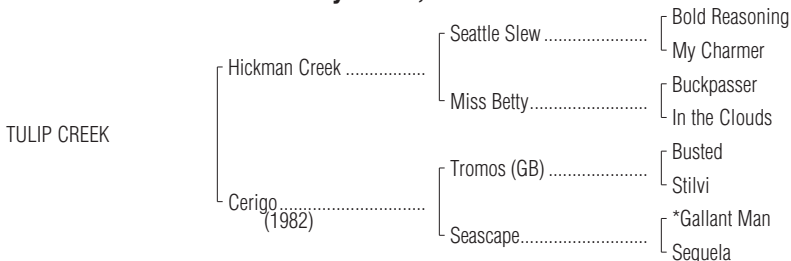 Bold Reasoning
Seattle Slew ......................
My Charmer
Hickman Creek .................
Buckpasser
Miss Betty.........................
In the Clouds
TULIP CREEK
Busted
Tromos (GB) .....................
Stilvi
Cerigo...............................
(1982)
*Gallant Man
Seascape...........................
Sequela